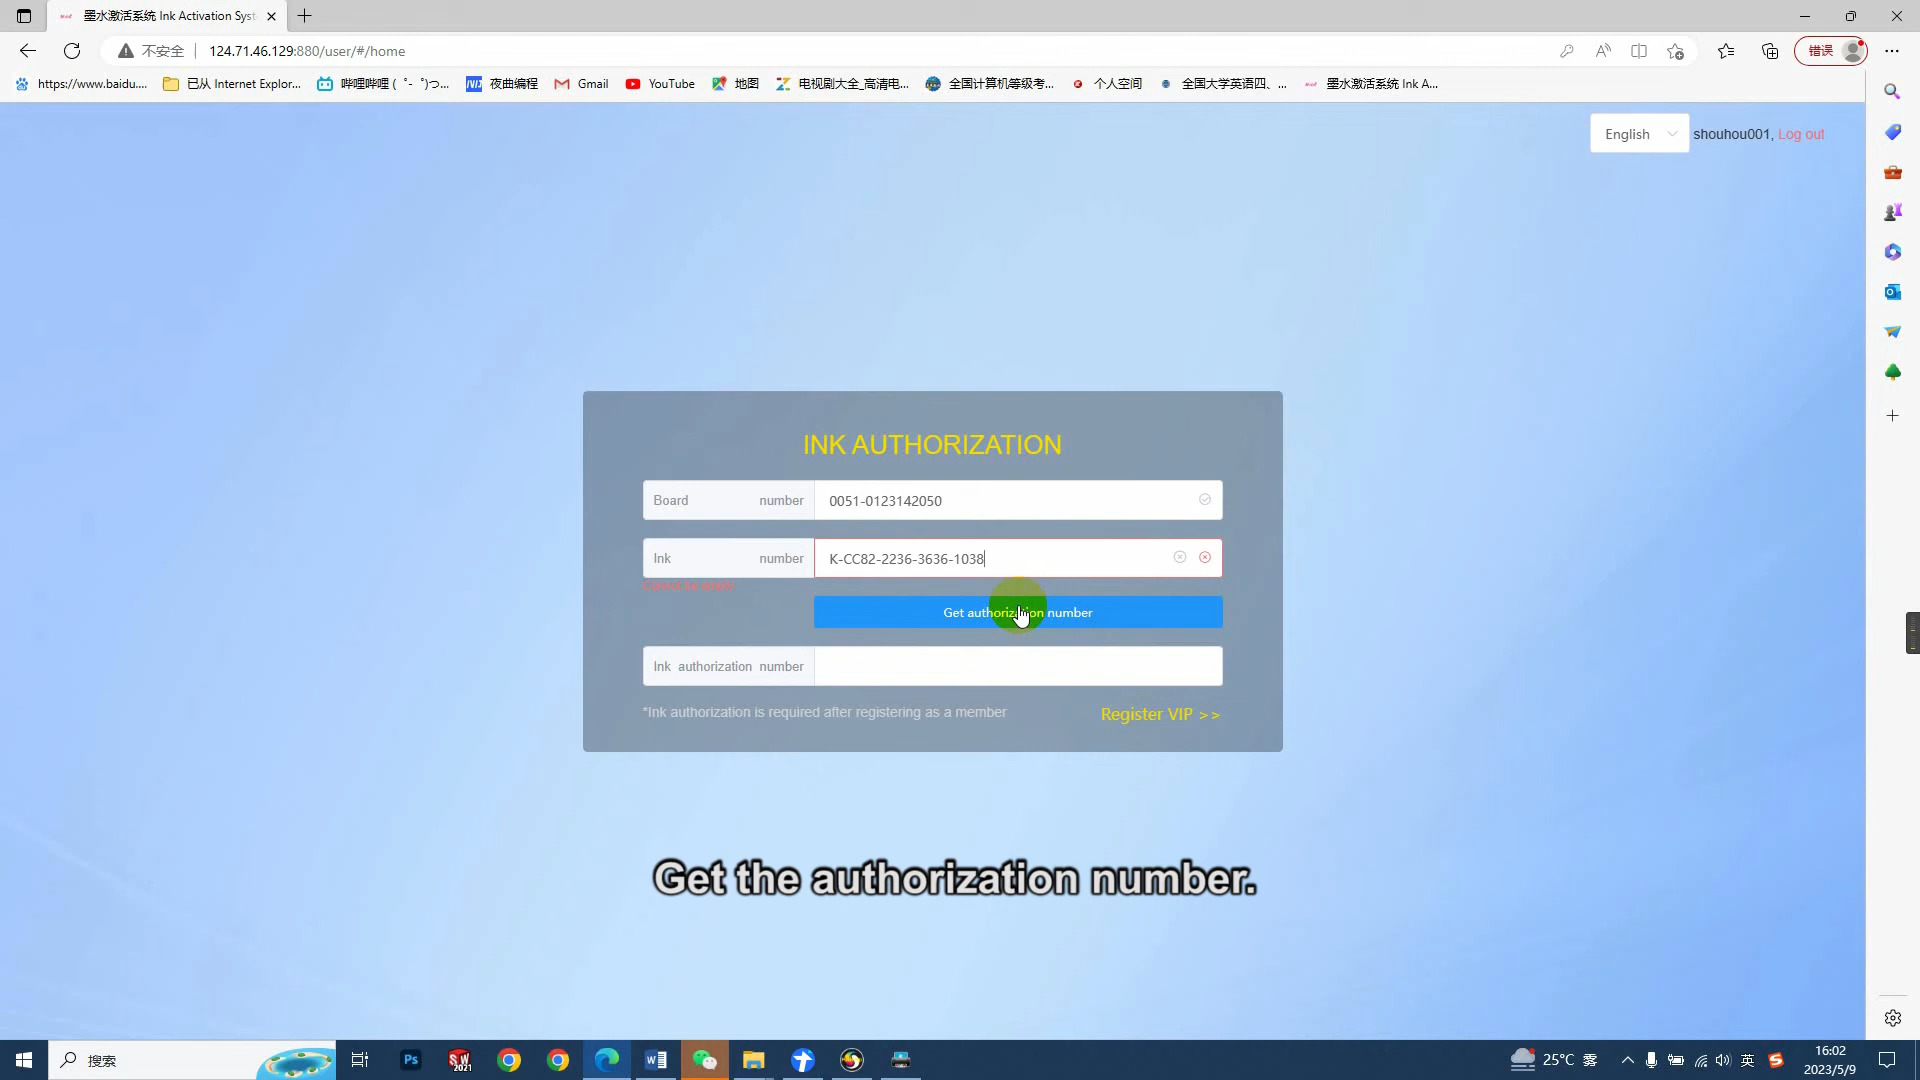 墨水激活系统 Ink Activation Syst
不安全
124.71.46.129:880/user/#/home
错误
https://www.baidu....
已从 Internet Explor...
哔哩哔哩 ( ゜- ゜)つ...
夜曲编程
Gmail
YouTube
地图
电视剧大全_高清电...
全国计算机等级考...
个人空间
全国大学英语四、...
墨水激活系统 Ink A...
English
shouhou001, Log out
INK AUTHORIZATION
Board number 0051-0123142050
Ink number K-CC82-2236-3636-1038
Get authorization number
Ink authorization number
*Ink authorization is required after registering as a member
Register VIP >>
Get the authorization number.
搜索
Ps
SW 2021
25°C 雾
英
16:02
2023/5/9